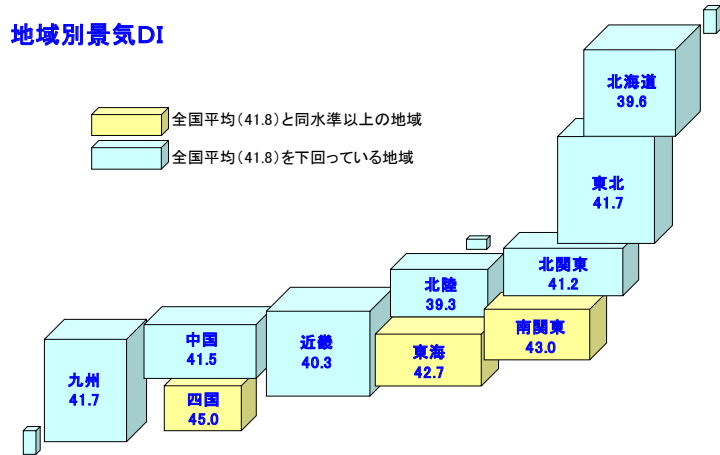 地域別景気DI
全国平均(41.8)と同水準以上の地域
全国平均(41.8)を下回っている地域
北海道
39.6
東北
41.7
北関東
41.2
北陸
39.3
南関東
43.0
東海
42.7
近畿
40.3
中国
41.5
四国
45.0
九州
41.7